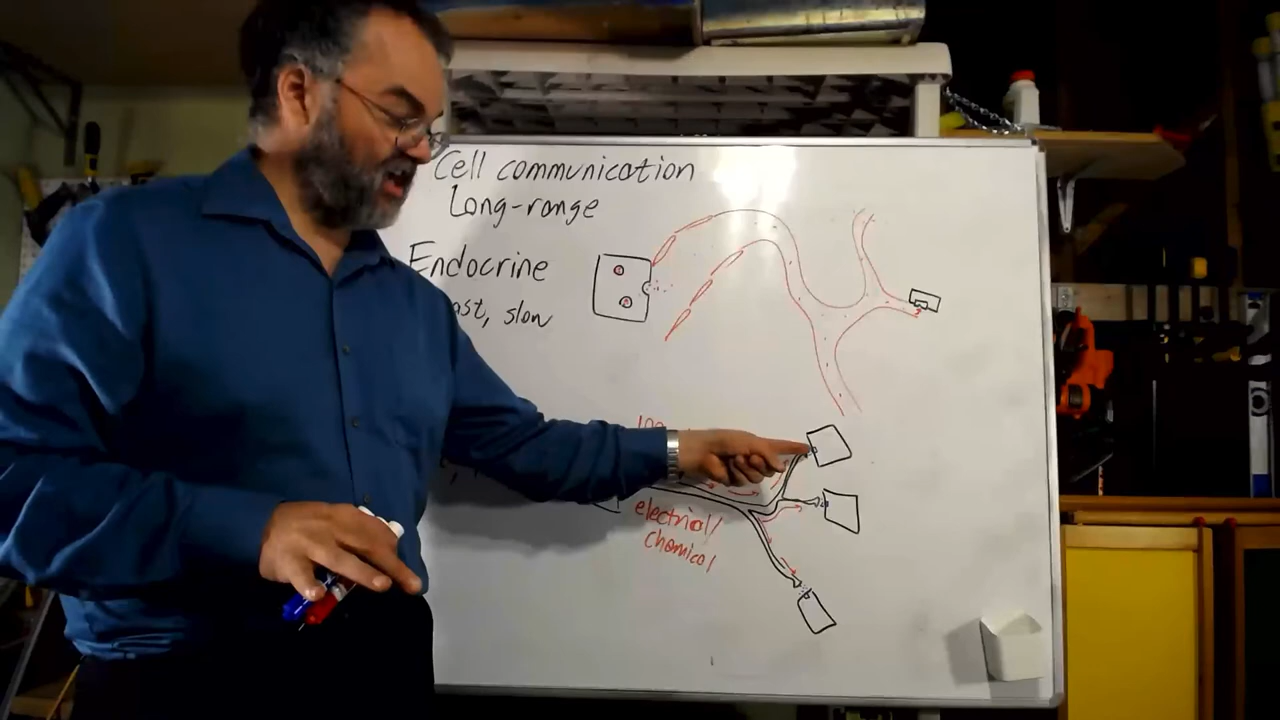 Cell communication
Long-range
Endocrine
slow
electrical/
chemical